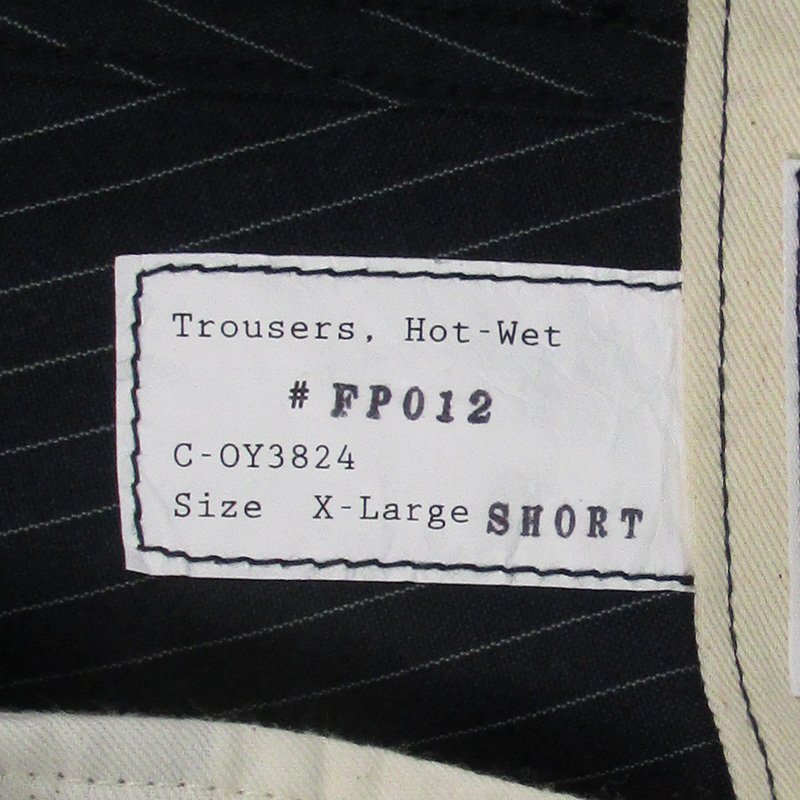 Trousers, Hot-Wet
# FP012
C-OY3824
Size X-Large SHORT